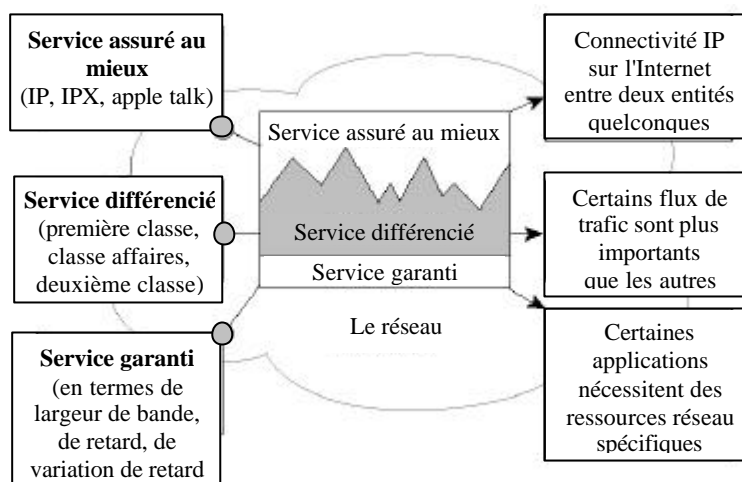 Service assuré au
mieux
(IP, IPX, apple talk)
Service différencié
(première classe,
classe affaires,
deuxième classe)
Service garanti
(en termes de
largeur de bande,
de retard, de
variation de retard
Service assuré au mieux
Service différencié
Service garanti
Le réseau
Connectivité IP
sur l'Internet
entre deux entités
quelconques
Certains flux de
trafic sont plus
importants
que les autres
Certaines
applications
nécessitent des
ressources réseau
spécifiques